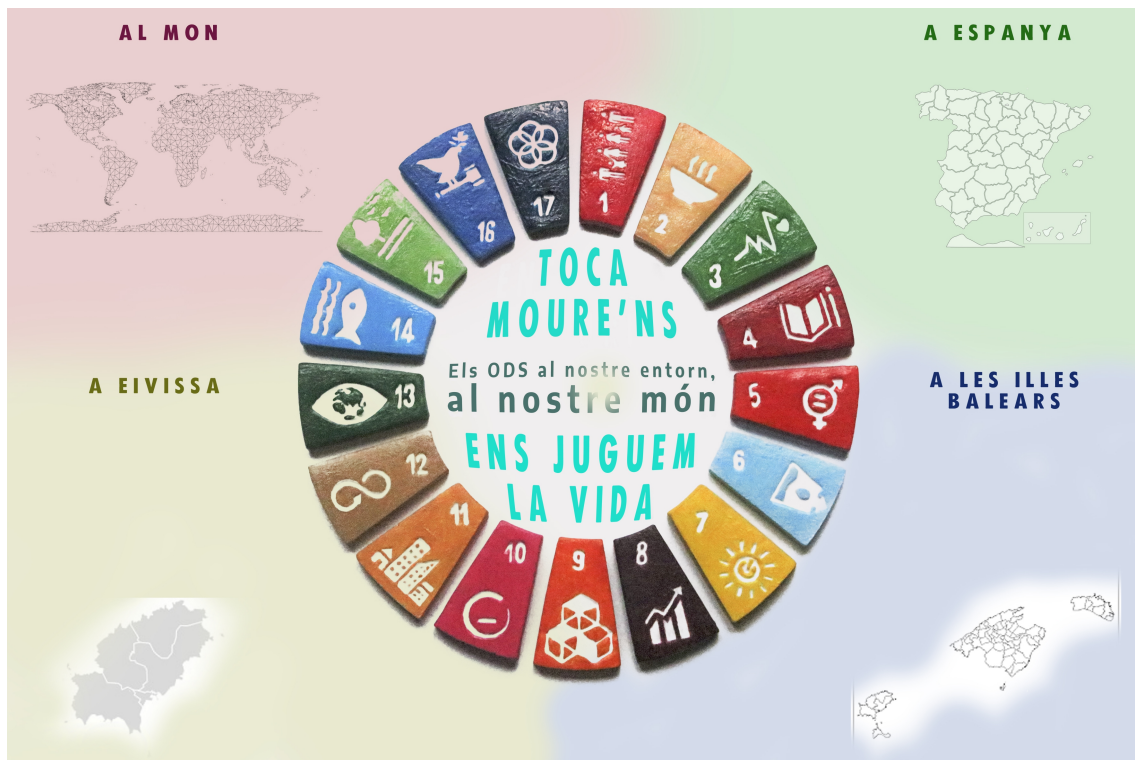 AL MON
A ESPANYA
17
1
16
2
15
3
14
4
13
5
12
6
11
7
10
9
8
TOCA
MOURE'NS
Els ODS al nostre entorn,
al nostre món
ENS JUGUEM
LA VIDA
A EIVISSA
A LES ILLES
BALEARS